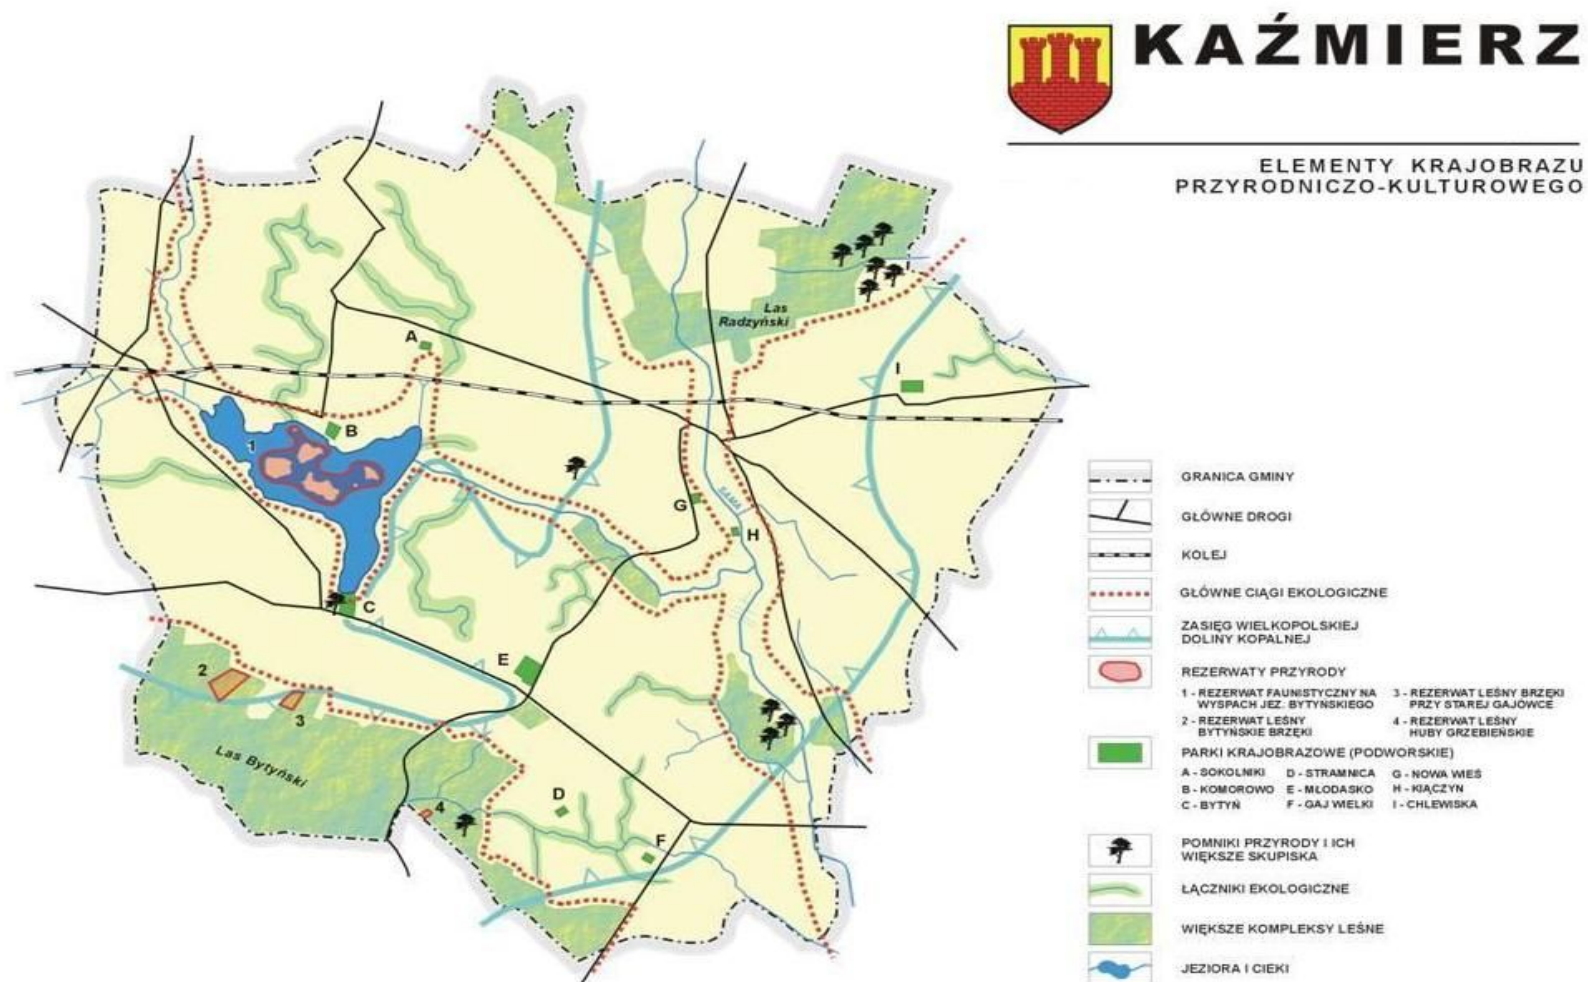 KAŹMIERZ
ELEMENTY KRAJOBRAZU
PRZYRODNICZO-KULTUROWEGO
Las
Radzyński
A
I
1
B
G
SAMA
H
C
E
2
3
Las Bytyński
D
4
F
GRANICA GMINY
GŁÓWNE DROGI
KOLEJ
GŁÓWNE CIĄGI EKOLOGICZNE
ZASIĘG WIELKOPOLSKIEJ
DOLINY KOPALNEJ
REZERWATY PRZYRODY
1 - REZERWAT FAUNISTYCZNY NA
WYSPACH JEZ. BYTYŃSKIEGO
2 - REZERWAT LEŚNY
BYTYŃSKIE BRZĘKI
3 - REZERWAT LEŚNY BRZĘKI
PRZY STAREJ GAJÓWCE
4 - REZERWAT LEŚNY
HUBY GRZEBIEŃSKIE
PARKI KRAJOBRAZOWE (PODWORSKIE)
A - SOKOLNIKI D - STRAMNICA G - NOWA WIEŚ
B - KOMOROWO E - MŁODASKO H - KIĄCZYN
C - BYTYŃ F - GAJ WIELKI I - CHLEWISKA
POMNIKI PRZYRODY I ICH
WIĘKSZE SKUPISKA
ŁĄCZNIKI EKOLOGICZNE
WIĘKSZE KOMPLEKSY LEŚNE
JEZIORA I CIEKI